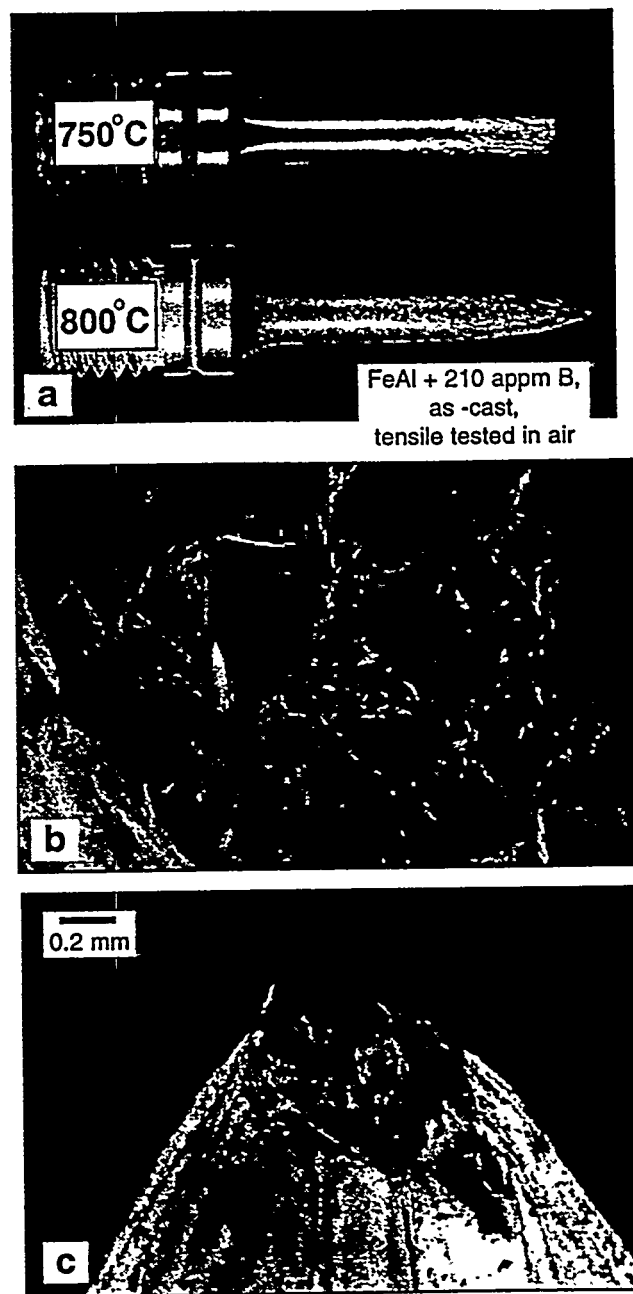 750°C
800°C
a
FeAl + 210 appm B,
as -cast,
tensile tested in air
b
0.2 mm
c